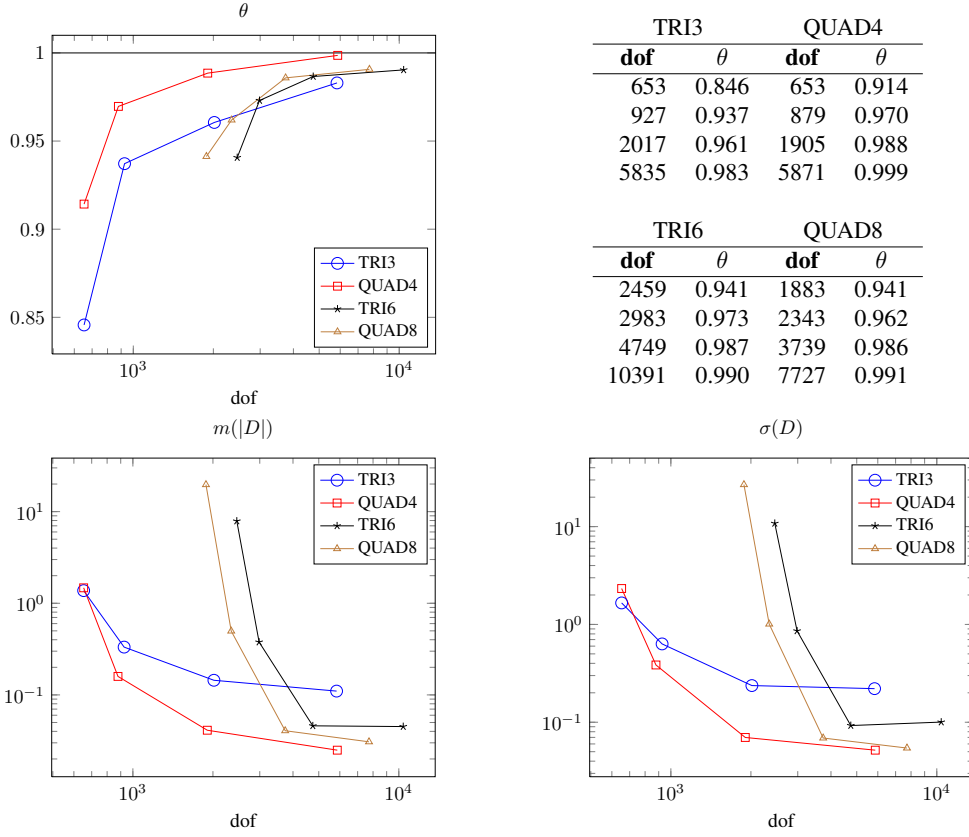 θ
1
0.95
0.9
0.85
10³
10⁴
dof
TRI3
QUAD4
TRI6
QUAD8
TRI3 QUAD4
dof θ dof θ
653 0.846 653 0.914
927 0.937 879 0.970
2017 0.961 1905 0.988
5835 0.983 5871 0.999
TRI6 QUAD8
dof θ dof θ
2459 0.941 1883 0.941
2983 0.973 2343 0.962
4749 0.987 3739 0.986
10391 0.990 7727 0.991
m(|D|)
10¹
10⁰
10⁻¹
10³
10⁴
dof
TRI3
QUAD4
TRI6
QUAD8
σ(D)
10¹
10⁰
10⁻¹
10³
10⁴
dof
TRI3
QUAD4
TRI6
QUAD8